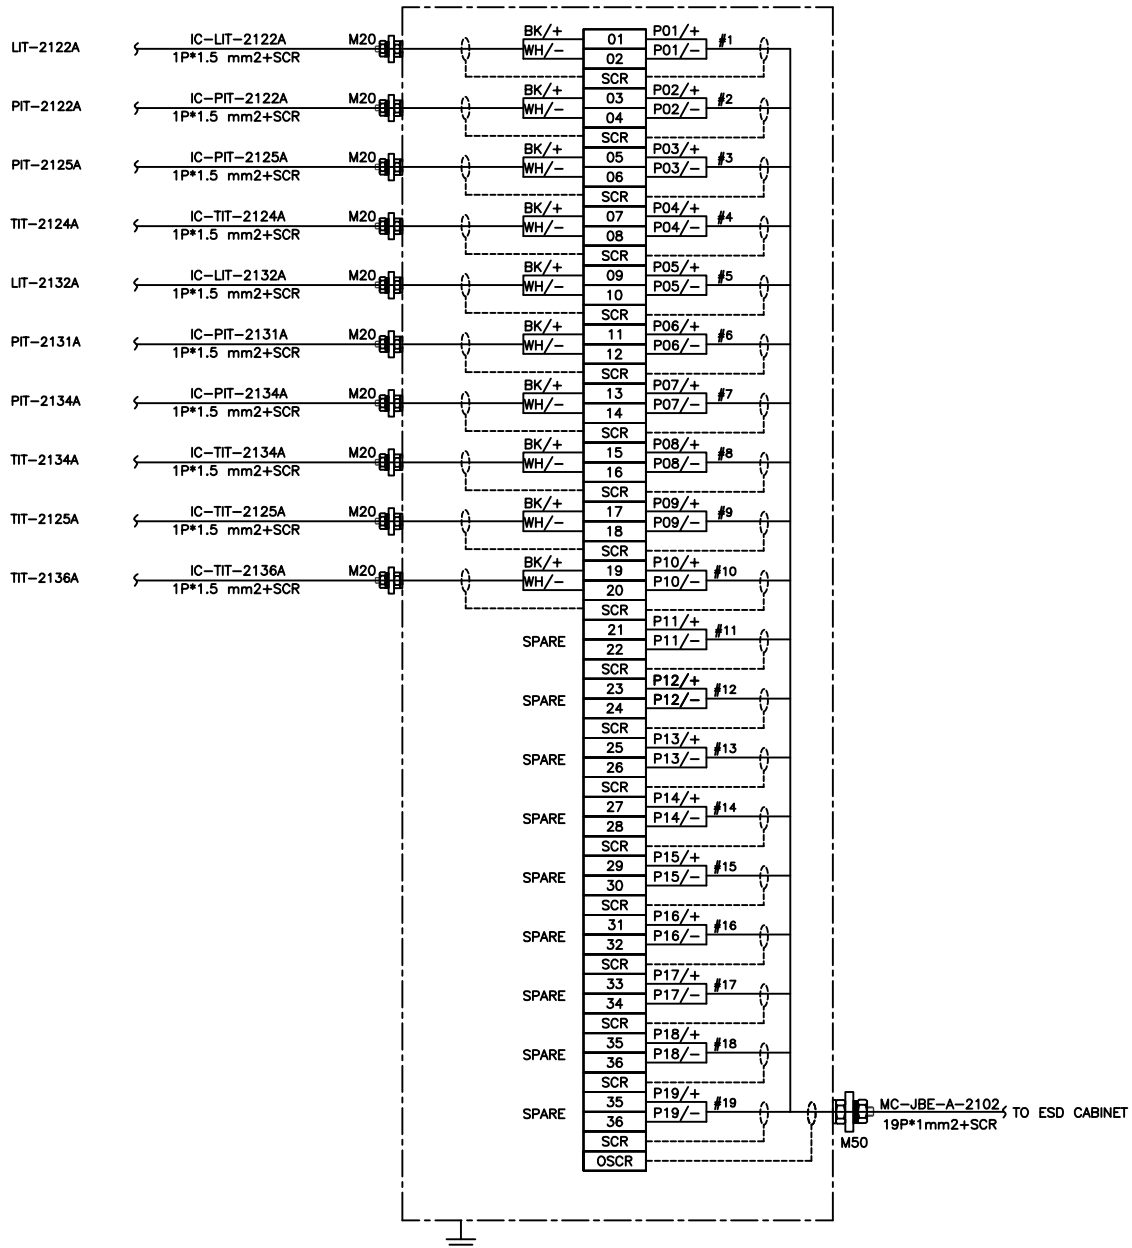 BK/+ 01 P01/+
LIT-2122A IC-LIT-2122A M20 WH/- 02 P01/- #1
1P*1.5 mm2+SCR
SCR
BK/+ 03 P02/+
PIT-2122A IC-PIT-2122A M20 WH/- 04 P02/- #2
1P*1.5 mm2+SCR
SCR
BK/+ 05 P03/+
PIT-2125A IC-PIT-2125A M20 WH/- 06 P03/- #3
1P*1.5 mm2+SCR
SCR
BK/+ 07 P04/+
TIT-2124A IC-TIT-2124A M20 WH/- 08 P04/- #4
1P*1.5 mm2+SCR
SCR
BK/+ 09 P05/+
LIT-2132A IC-LIT-2132A M20 WH/- 10 P05/- #5
1P*1.5 mm2+SCR
SCR
BK/+ 11 P06/+
PIT-2131A IC-PIT-2131A M20 WH/- 12 P06/- #6
1P*1.5 mm2+SCR
SCR
BK/+ 13 P07/+
PIT-2134A IC-PIT-2134A M20 WH/- 14 P07/- #7
1P*1.5 mm2+SCR
SCR
BK/+ 15 P08/+
TIT-2134A IC-TIT-2134A M20 WH/- 16 P08/- #8
1P*1.5 mm2+SCR
SCR
BK/+ 17 P09/+
TIT-2125A IC-TIT-2125A M20 WH/- 18 P09/- #9
1P*1.5 mm2+SCR
SCR
BK/+ 19 P10/+
TIT-2136A IC-TIT-2136A M20 WH/- 20 P10/- #10
1P*1.5 mm2+SCR
SCR
21 P11/+
SPARE 22 P11/- #11
SCR
23 P12/+
SPARE 24 P12/- #12
SCR
25 P13/+
SPARE 26 P13/- #13
SCR
27 P14/+
SPARE 28 P14/- #14
SCR
29 P15/+
SPARE 30 P15/- #15
SCR
31 P16/+
SPARE 32 P16/- #16
SCR
33 P17/+
SPARE 34 P17/- #17
SCR
35 P18/+
SPARE 36 P18/- #18
SCR
35 P19/+
SPARE 36 P19/- #19 MC-JBE-A-2102 TO ESD CABINET
19P*1mm2+SCR
SCR M50
OSCR